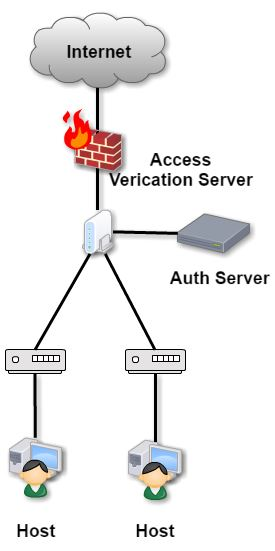 Internet
Access
Verication Server
Auth Server
Host Host